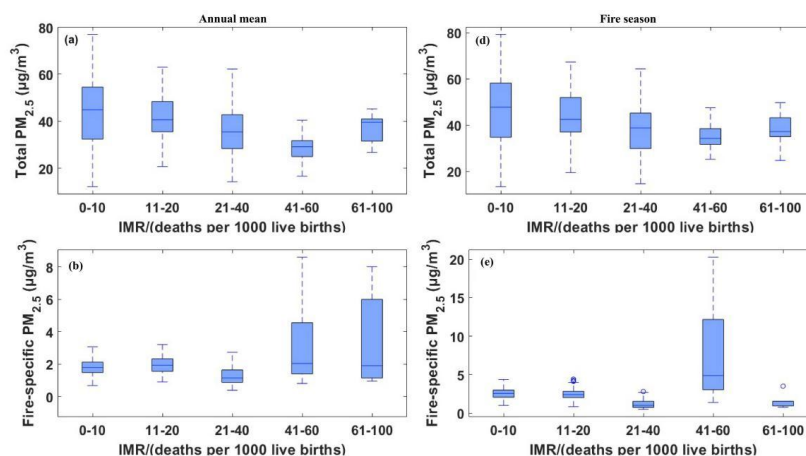 Annual mean
Fire season
(a)
Total PM2.5 (µg/m³)
80
60
40
20
0-10 11-20 21-40 41-60 61-100
IMR/(deaths per 1000 live births)
(d)
Total PM2.5 (µg/m³)
80
60
40
20
0-10 11-20 21-40 41-60 61-100
IMR/(deaths per 1000 live births)
(b)
Fire-specific PM2.5 (µg/m³)
8
6
4
2
0
0-10 11-20 21-40 41-60 61-100
IMR/(deaths per 1000 live births)
(e)
Fire-specific PM2.5 (µg/m³)
20
15
10
5
0
0-10 11-20 21-40 41-60 61-100
IMR/(deaths per 1000 live births)